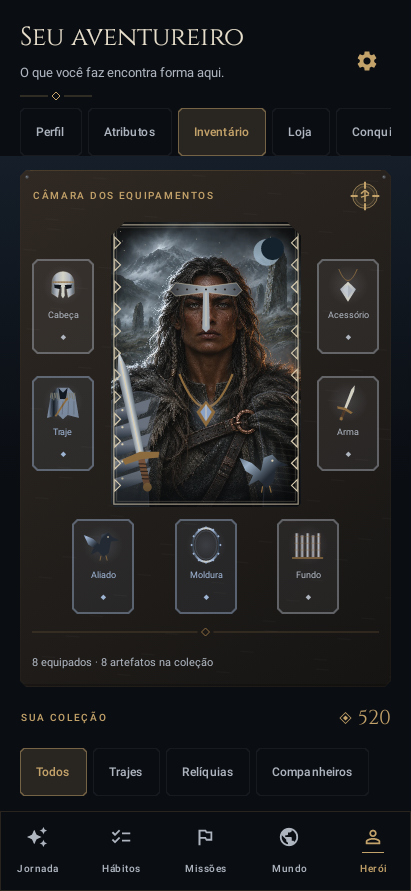 Seu aventureiro
O que você faz encontra forma aqui.
Perfil
Atributos
Inventário
Loja
Conqui
CÂMARA DOS EQUIPAMENTOS
Cabeça
Acessório
Traje
Arma
Aliado
Moldura
Fundo
8 equipados · 8 artefatos na coleção
SUA COLEÇÃO
520
Todos
Trajes
Relíquias
Companheiros
Jornada
Hábitos
Missões
Mundo
Herói